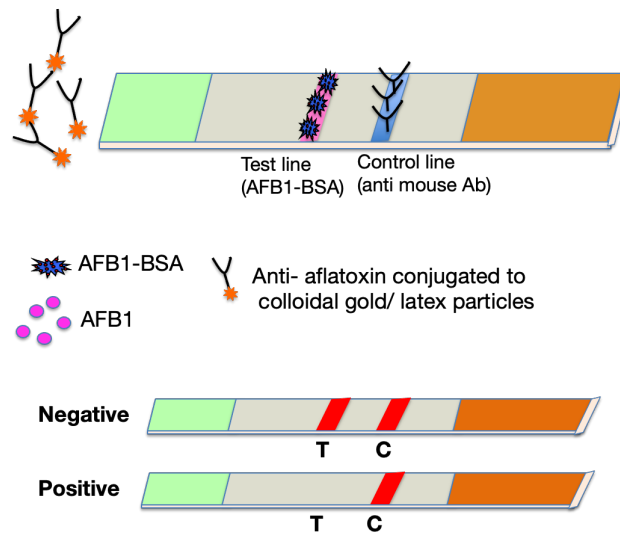 Test line
(AFB1-BSA)
Control line
(anti mouse Ab)
AFB1-BSA
AFB1
Anti- aflatoxin conjugated to
colloidal gold/ latex particles
Negative
T C
Positive
T C